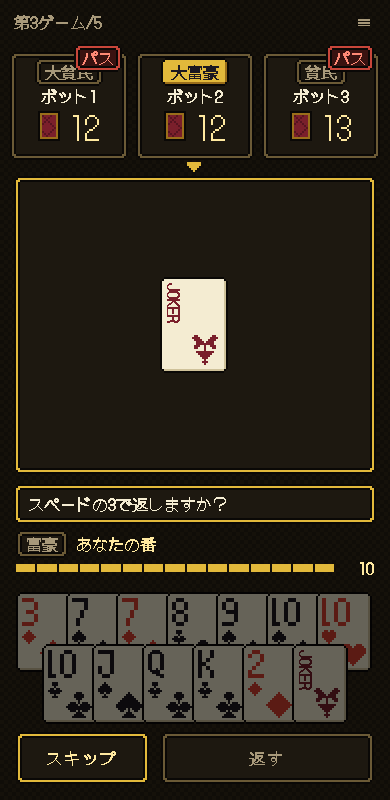 第3ゲーム/5
≡
大貧民 パス
大富豪
貧民 パス
ボット1
ボット2
ボット3
12
12
13
JOKER
スペードの3で返しますか？
富豪 あなたの番
10
3 7 7 8 9 10 10
10 J Q K 2 JOKER
スキップ
返す